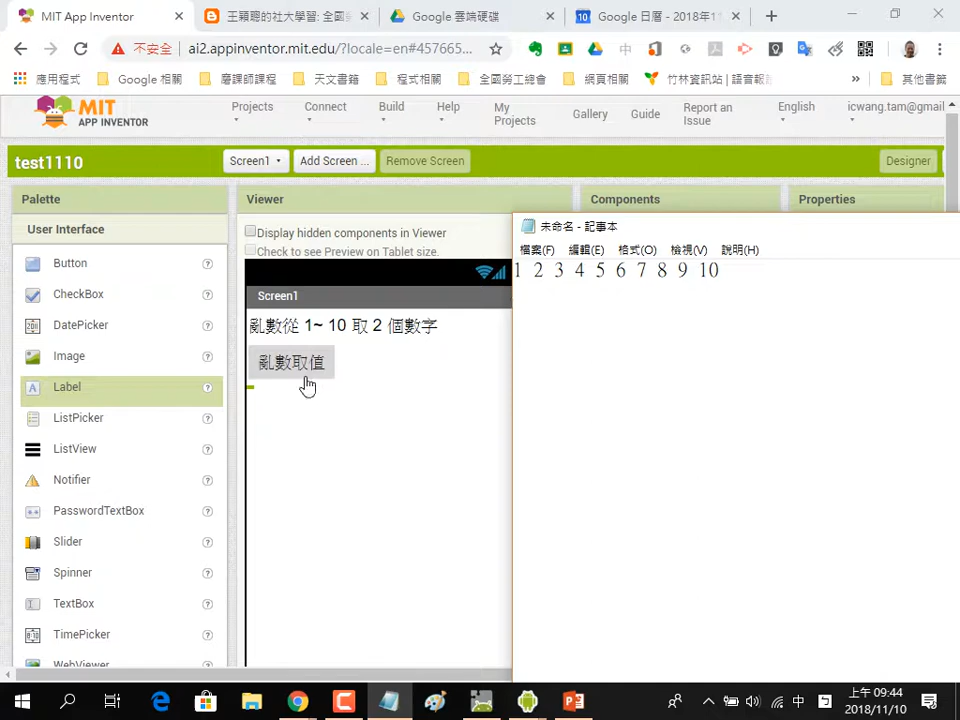 MIT App Inventor
王穎聰的社大學習: 全國
Google 雲端硬碟
Google 日曆 - 2018年1
不安全
ai2.appinventor.mit.edu/?locale=en#457665...
應用程式
Google 相關
磨課師課程
天文書籍
程式相關
全國勞工總會
網頁相關
竹林資訊站 | 語音報
»
其他書籤
MIT
APP INVENTOR
Projects
Connect
Build
Help
My Projects
Gallery
Guide
Report an Issue
English
icwang.tam@gmail
test1110
Screen1
Add Screen ...
Remove Screen
Designer
Palette
Viewer
Components
Properties
User Interface
Button
CheckBox
DatePicker
Image
Label
ListPicker
ListView
Notifier
PasswordTextBox
Slider
Spinner
TextBox
TimePicker
WebViewer
Display hidden components in Viewer
Check to see Preview on Tablet size.
Screen1
亂數從 1~ 10 取 2 個數字
亂數取值
未命名 - 記事本
檔案(F)
編輯(E)
格式(O)
檢視(V)
說明(H)
1 2 3 4 5 6 7 8 9 10
中
上午 09:44
2018/11/10